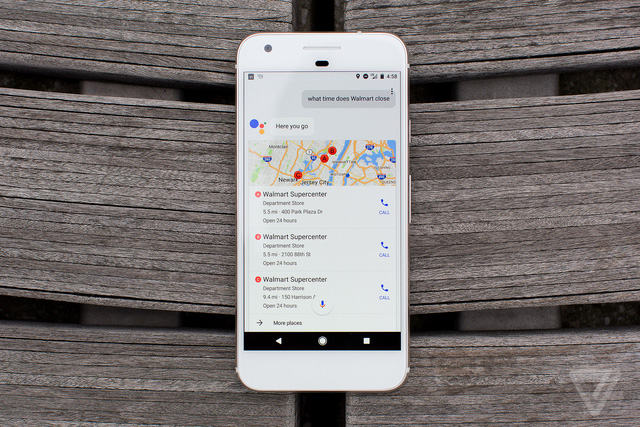 4:58
what time does Walmart close
Here you go
Montclair
Newark
Jersey City
Walmart Supercenter
Department Store
5.5 mi · 400 Park Plaza Dr
Open 24 hours
CALL
Walmart Supercenter
Department Store
5.5 mi · 2100 88th St
Open 24 hours
CALL
Walmart Supercenter
Department Store
9.4 mi · 150 Harrison
Open 24 hours
CALL
More places